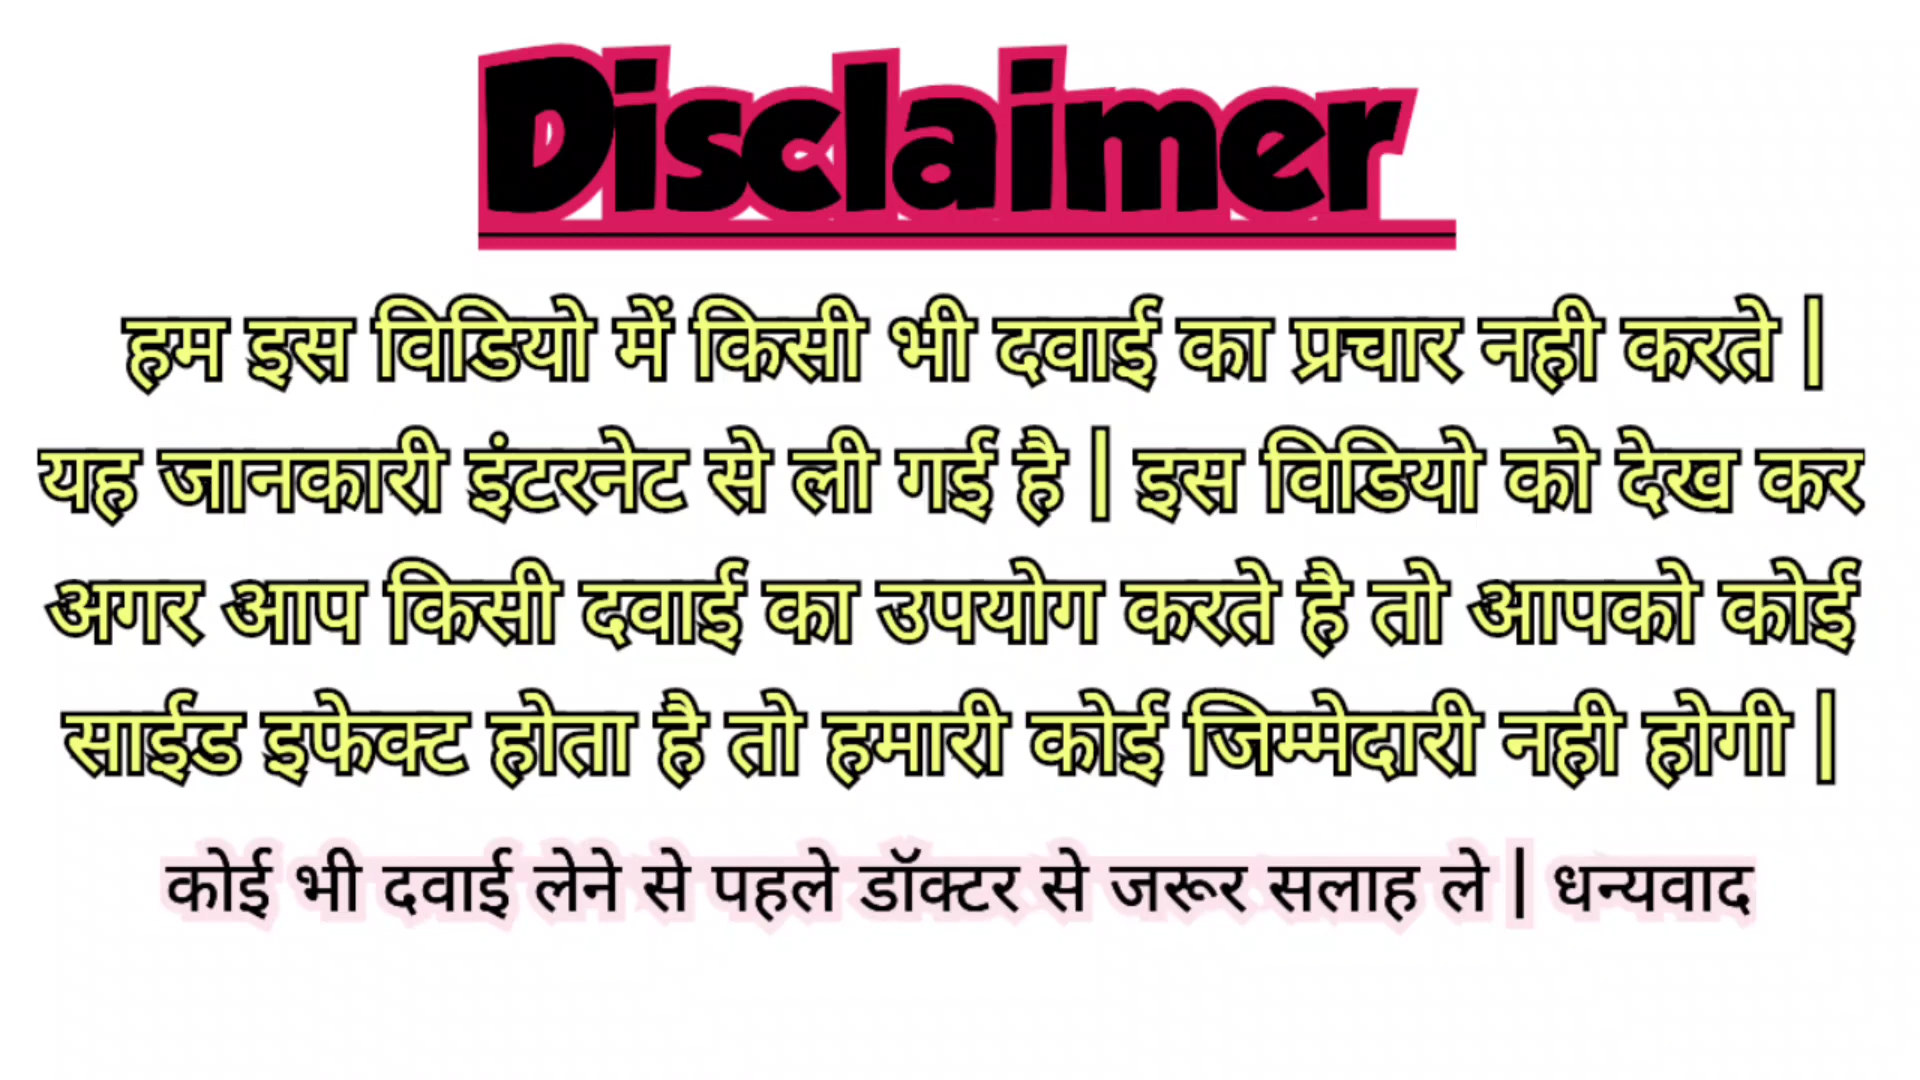 Disclaimer
हम इस विडियो में किसी भी दवाई का प्रचार नही करते |
यह जानकारी इंटरनेट से ली गई है | इस विडियो को देख कर
अगर आप किसी दवाई का उपयोग करते है तो आपको कोई
साईड इफेक्ट होता है तो हमारी कोई जिम्मेदारी नही होगी |
कोई भी दवाई लेने से पहले डॉक्टर से जरूर सलाह ले | धन्यवाद